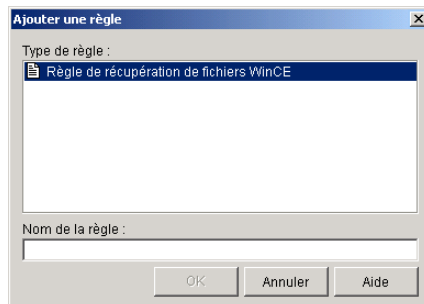 Ajouter une règle
Type de règle :
Règle de récupération de fichiers WinCE
Nom de la règle :
OK Annuler Aide